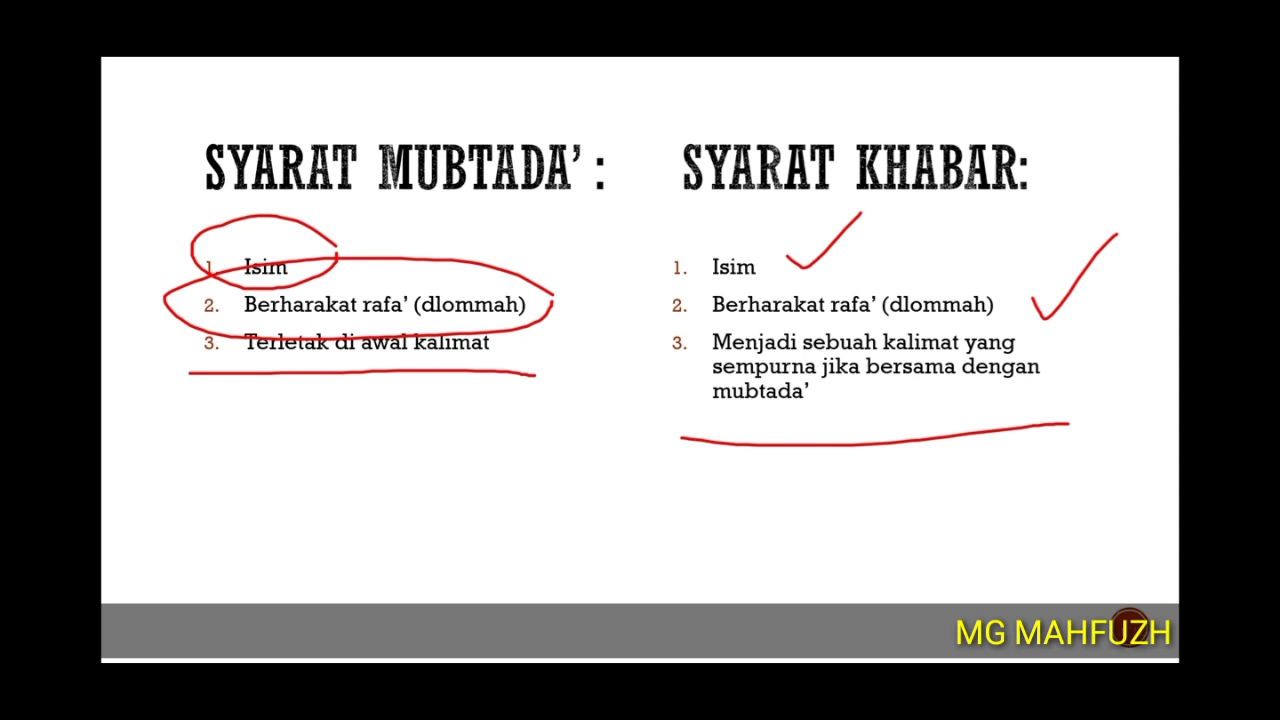 SYARAT MUBTADA' :
1. Isim
2. Berharakat rafa' (dlommah)
3. Terletak di awal kalimat
SYARAT KHABAR:
1. Isim
2. Berharakat rafa' (dlommah)
3. Menjadi sebuah kalimat yang
sempurna jika bersama dengan
mubtada'
MG MAHFUZH